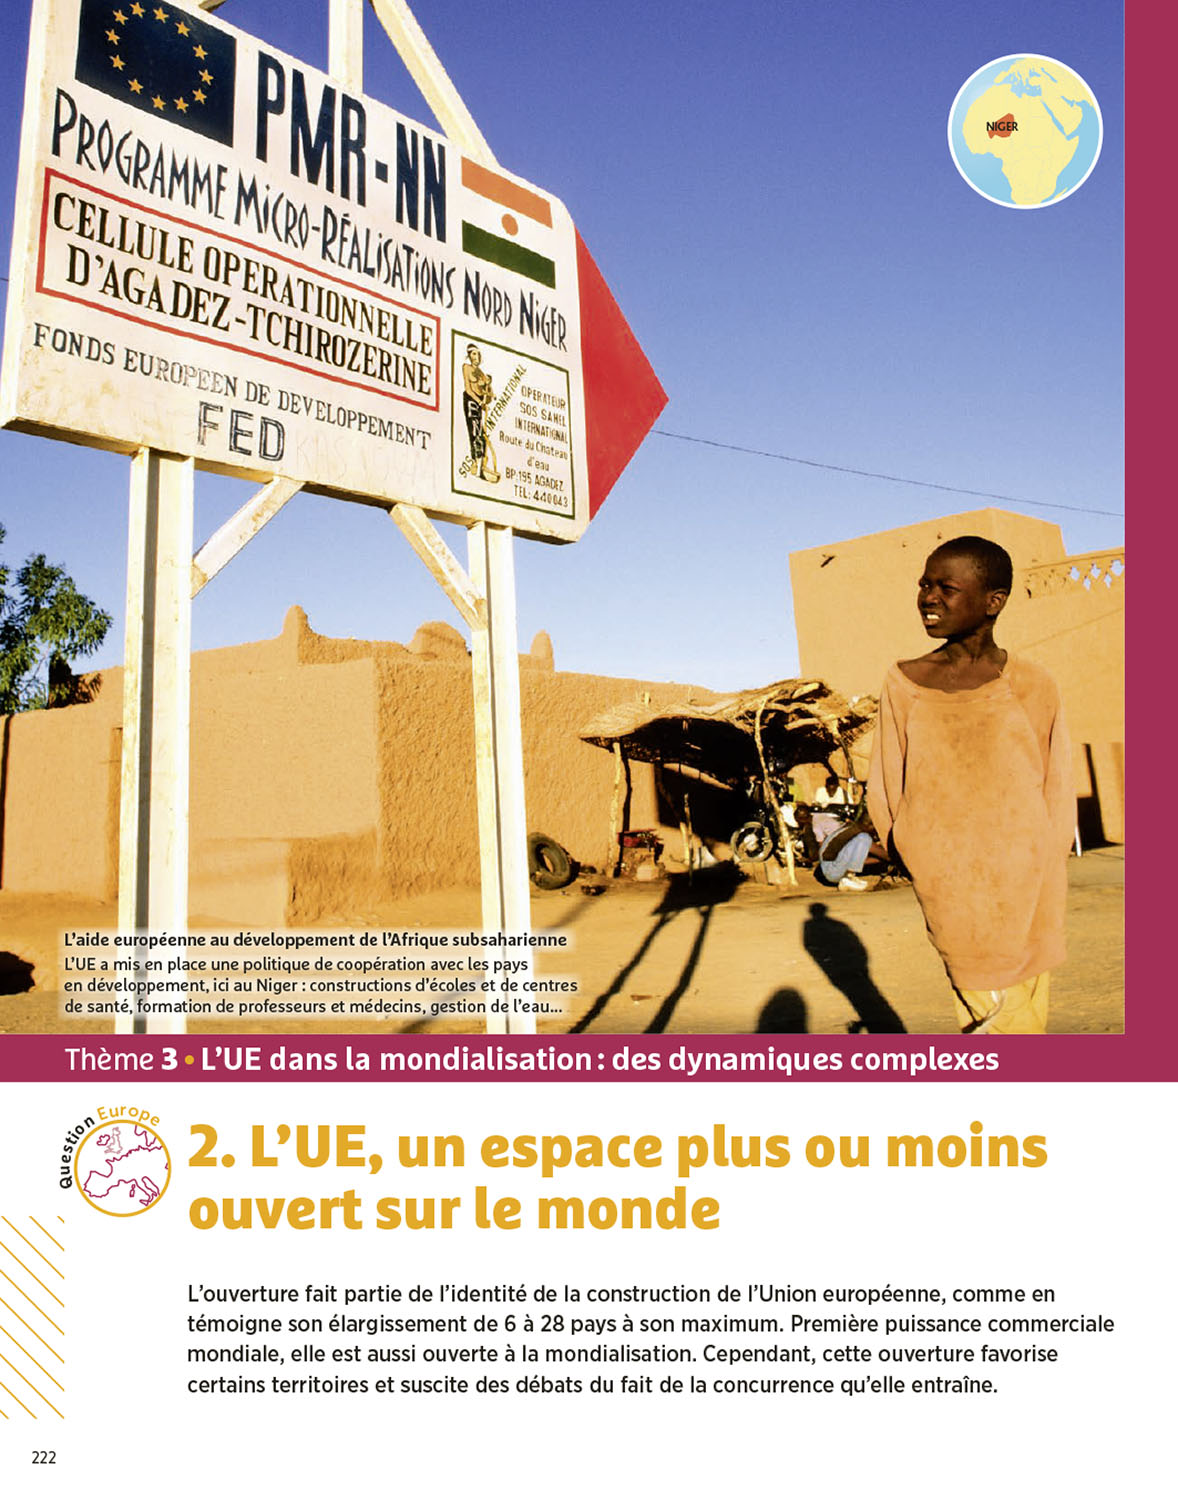 PMR-NN
PROGRAMME MICRO-RÉALISATIONS NORD NIGER
CELLULE OPERATIONNELLE
D'AGADEZ-TCHIROZERINE
FONDS EUROPEEN DE DEVELOPPEMENT
FED
SOS INTERNATIONAL
OPERATEUR
SOS SAHEL
INTERNATIONAL
Route du Chateau
d'eau
BP:195 AGADEZ
TEL: 440043
NIGER
L'aide européenne au développement de l'Afrique subsaharienne
L'UE a mis en place une politique de coopération avec les pays
en développement, ici au Niger : constructions d'écoles et de centres
de santé, formation de professeurs et médecins, gestion de l'eau…
Thème 3 • L'UE dans la mondialisation : des dynamiques complexes
Question Europe
2. L'UE, un espace plus ou moins
ouvert sur le monde
L'ouverture fait partie de l'identité de la construction de l'Union européenne, comme en
témoigne son élargissement de 6 à 28 pays à son maximum. Première puissance commerciale
mondiale, elle est aussi ouverte à la mondialisation. Cependant, cette ouverture favorise
certains territoires et suscite des débats du fait de la concurrence qu'elle entraîne.
222